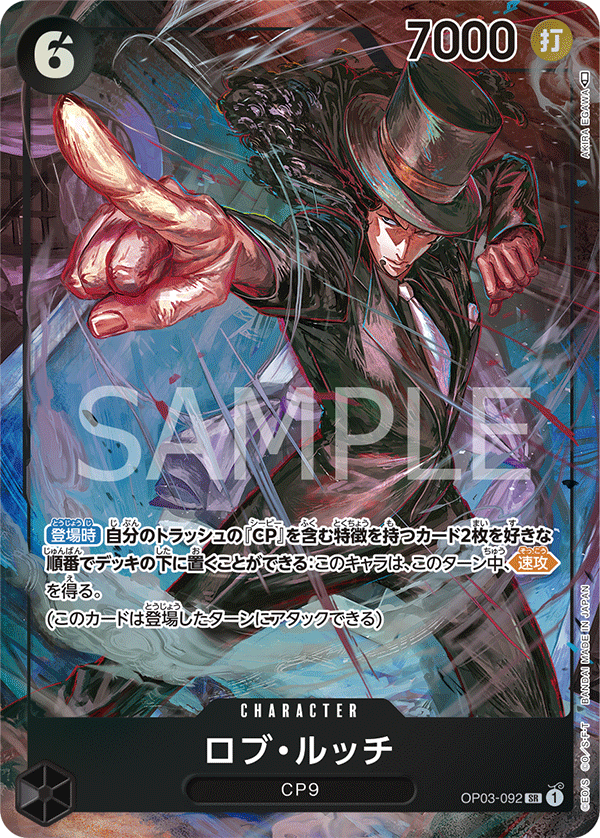 6
7000 打
AKIRA EGAWA
SAMPLE
登場時 自分のトラッシュの『CP』を含む特徴を持つカード2枚を好きな
順番でデッキの下に置くことができる：このキャラは、このターン中、速攻
を得る。
(このカードは登場したターンにアタックできる)
©E.O/S ©O/S･F･T BANDAI MADE IN JAPAN
CHARACTER
ロブ・ルッチ
CP9
OP03-092 SR 1